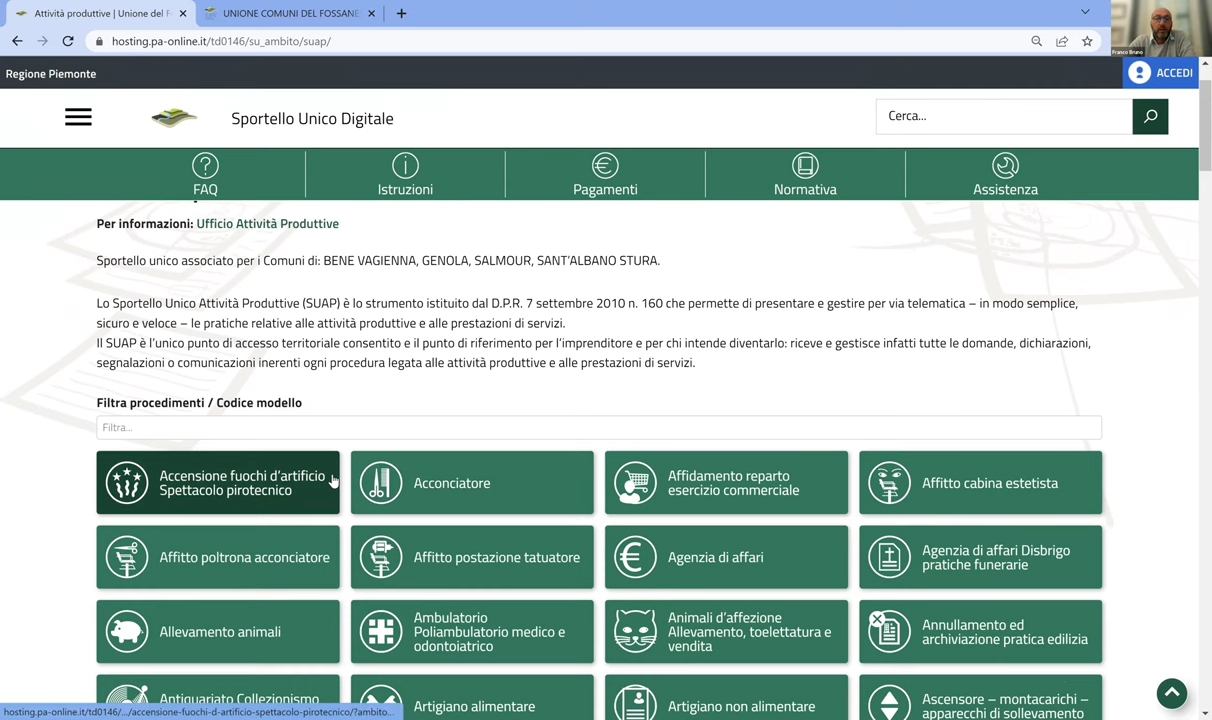 Attività produttive | Unione del F
UNIONE COMUNI DEL FOSSANE
hosting.pa-online.it/td0146/su_ambito/suap/
Franco Bruno
Regione Piemonte
ACCEDI
Sportello Unico Digitale
Cerca...
FAQ
Istruzioni
Pagamenti
Normativa
Assistenza
Per informazioni: Ufficio Attività Produttive
Sportello unico associato per i Comuni di: BENE VAGIENNA, GENOLA, SALMOUR, SANT'ALBANO STURA.
Lo Sportello Unico Attività Produttive (SUAP) è lo strumento istituito dal D.P.R. 7 settembre 2010 n. 160 che permette di presentare e gestire per via telematica – in modo semplice,
sicuro e veloce – le pratiche relative alle attività produttive e alle prestazioni di servizi.
Il SUAP è l'unico punto di accesso territoriale consentito e il punto di riferimento per l'imprenditore e per chi intende diventarlo: riceve e gestisce infatti tutte le domande, dichiarazioni,
segnalazioni o comunicazioni inerenti ogni procedura legata alle attività produttive e alle prestazioni di servizi.
Filtra procedimenti / Codice modello
Filtra...
Accensione fuochi d'artificio
Spettacolo pirotecnico
Acconciatore
Affidamento reparto
esercizio commerciale
Affitto cabina estetista
Affitto poltrona acconciatore
Affitto postazione tatuatore
Agenzia di affari
Agenzia di affari Disbrigo
pratiche funerarie
Allevamento animali
Ambulatorio
Poliambulatorio medico e
odontoiatrico
Animali d'affezione
Allevamento, toelettatura e
vendita
Annullamento ed
archiviazione pratica edilizia
Antiquariato Collezionismo
Artigiano alimentare
Artigiano non alimentare
Ascensore – montacarichi –
apparecchi di sollevamento
hosting.pa-online.it/td0146/.../accensione-fuochi-d-artificio-spettacolo-pirotecnico/?ambito...